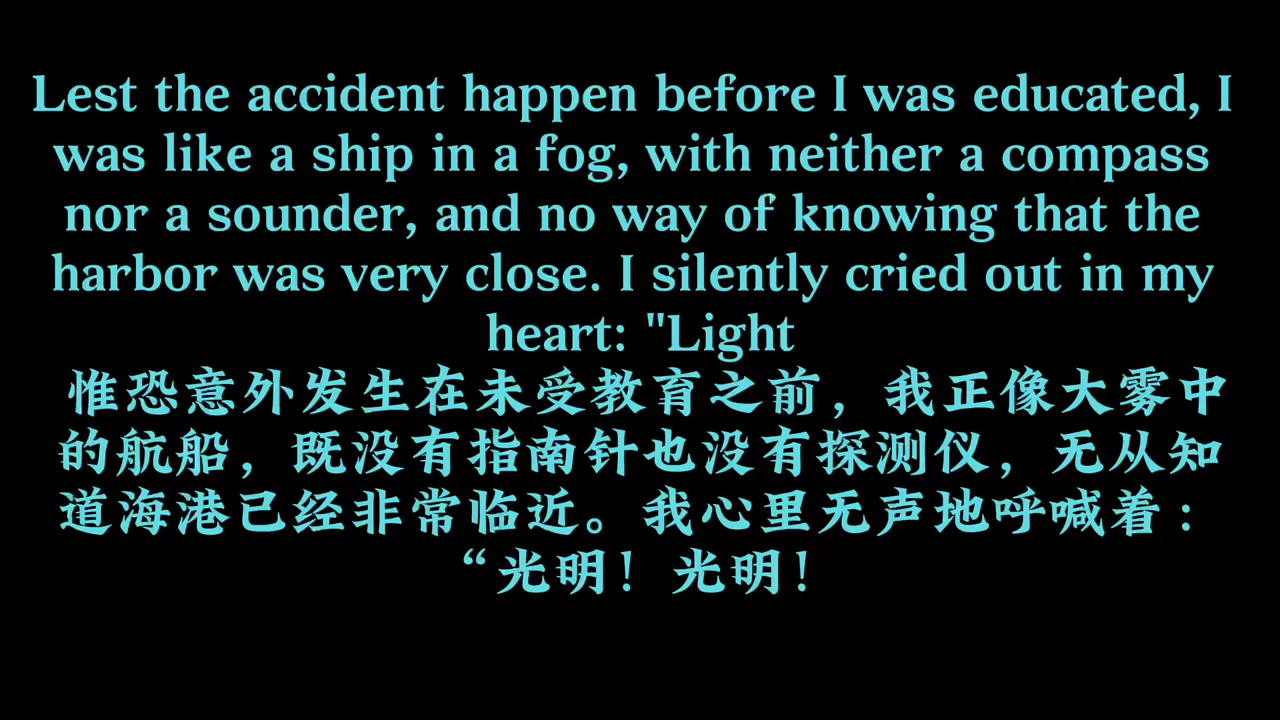 Lest the accident happen before I was educated, I
was like a ship in a fog, with neither a compass
nor a sounder, and no way of knowing that the
harbor was very close. I silently cried out in my
heart: "Light
惟恐意外发生在未受教育之前，我正像大雾中
的航船，既没有指南针也没有探测仪，无从知
道海港已经非常临近。我心里无声地呼喊着：
“光明！光明！